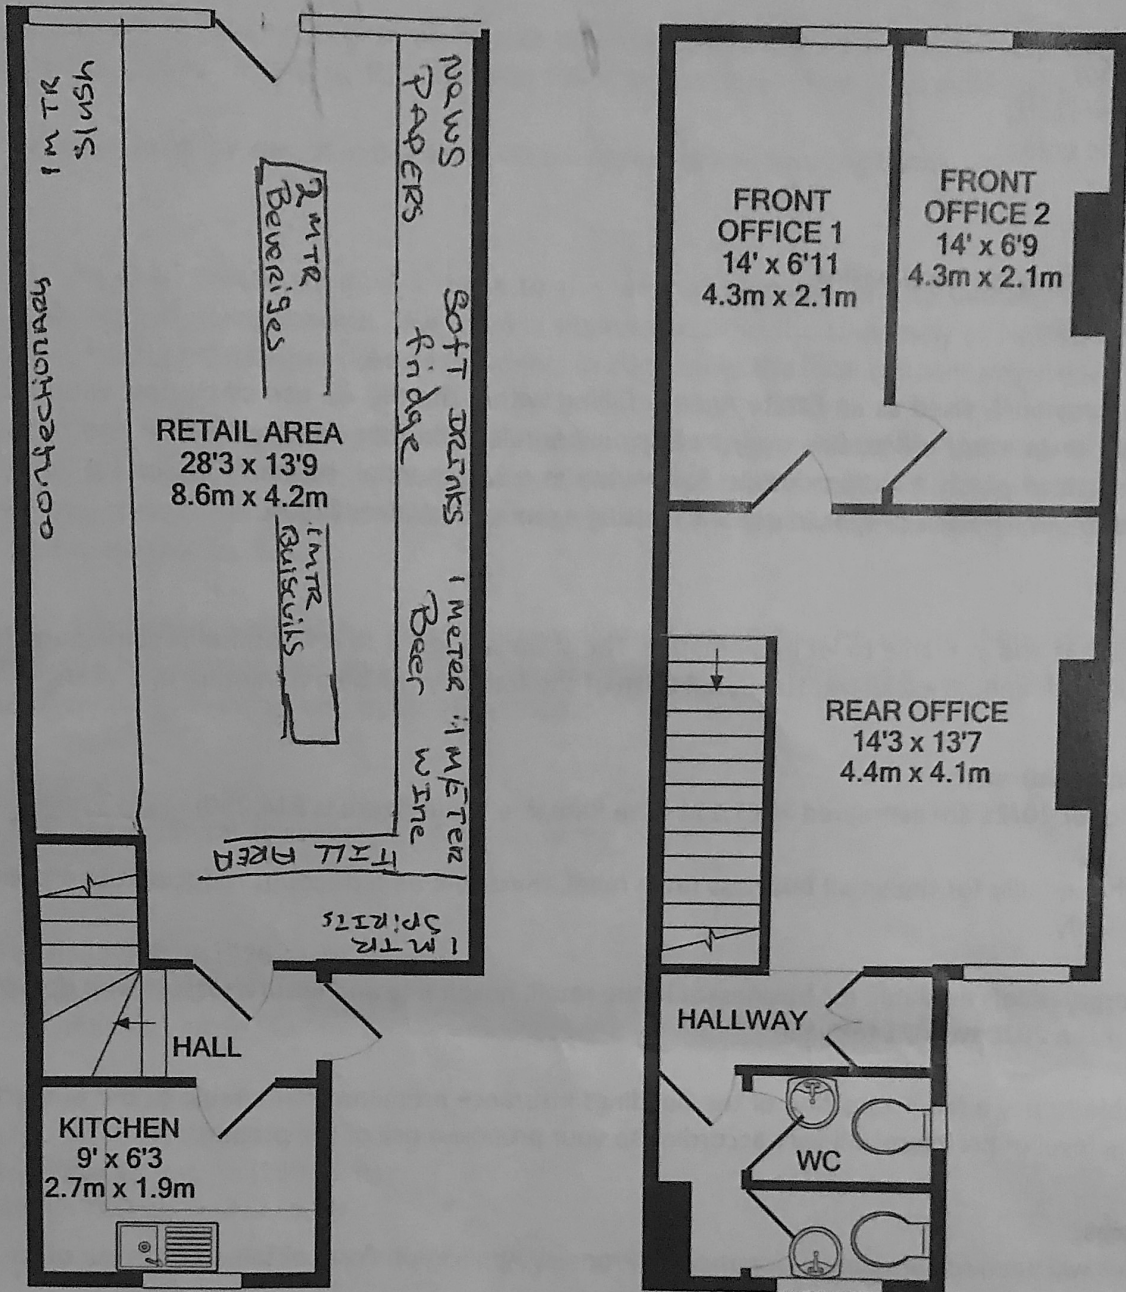 1 MTR
Slush
confectionARY
2 MTR
Beveriges
RETAIL AREA
28'3 x 13'9
8.6m x 4.2m
1MTR
Buiscuits
News
PAPERS
SOFT DRINKS
fridge
1 Meter
Beer
1 METER
wine
TILL AREA
1 MTR
SPIRITS
HALL
KITCHEN
9' x 6'3
2.7m x 1.9m
FRONT
OFFICE 1
14' x 6'11
4.3m x 2.1m
FRONT
OFFICE 2
14' x 6'9
4.3m x 2.1m
REAR OFFICE
14'3 x 13'7
4.4m x 4.1m
HALLWAY
WC